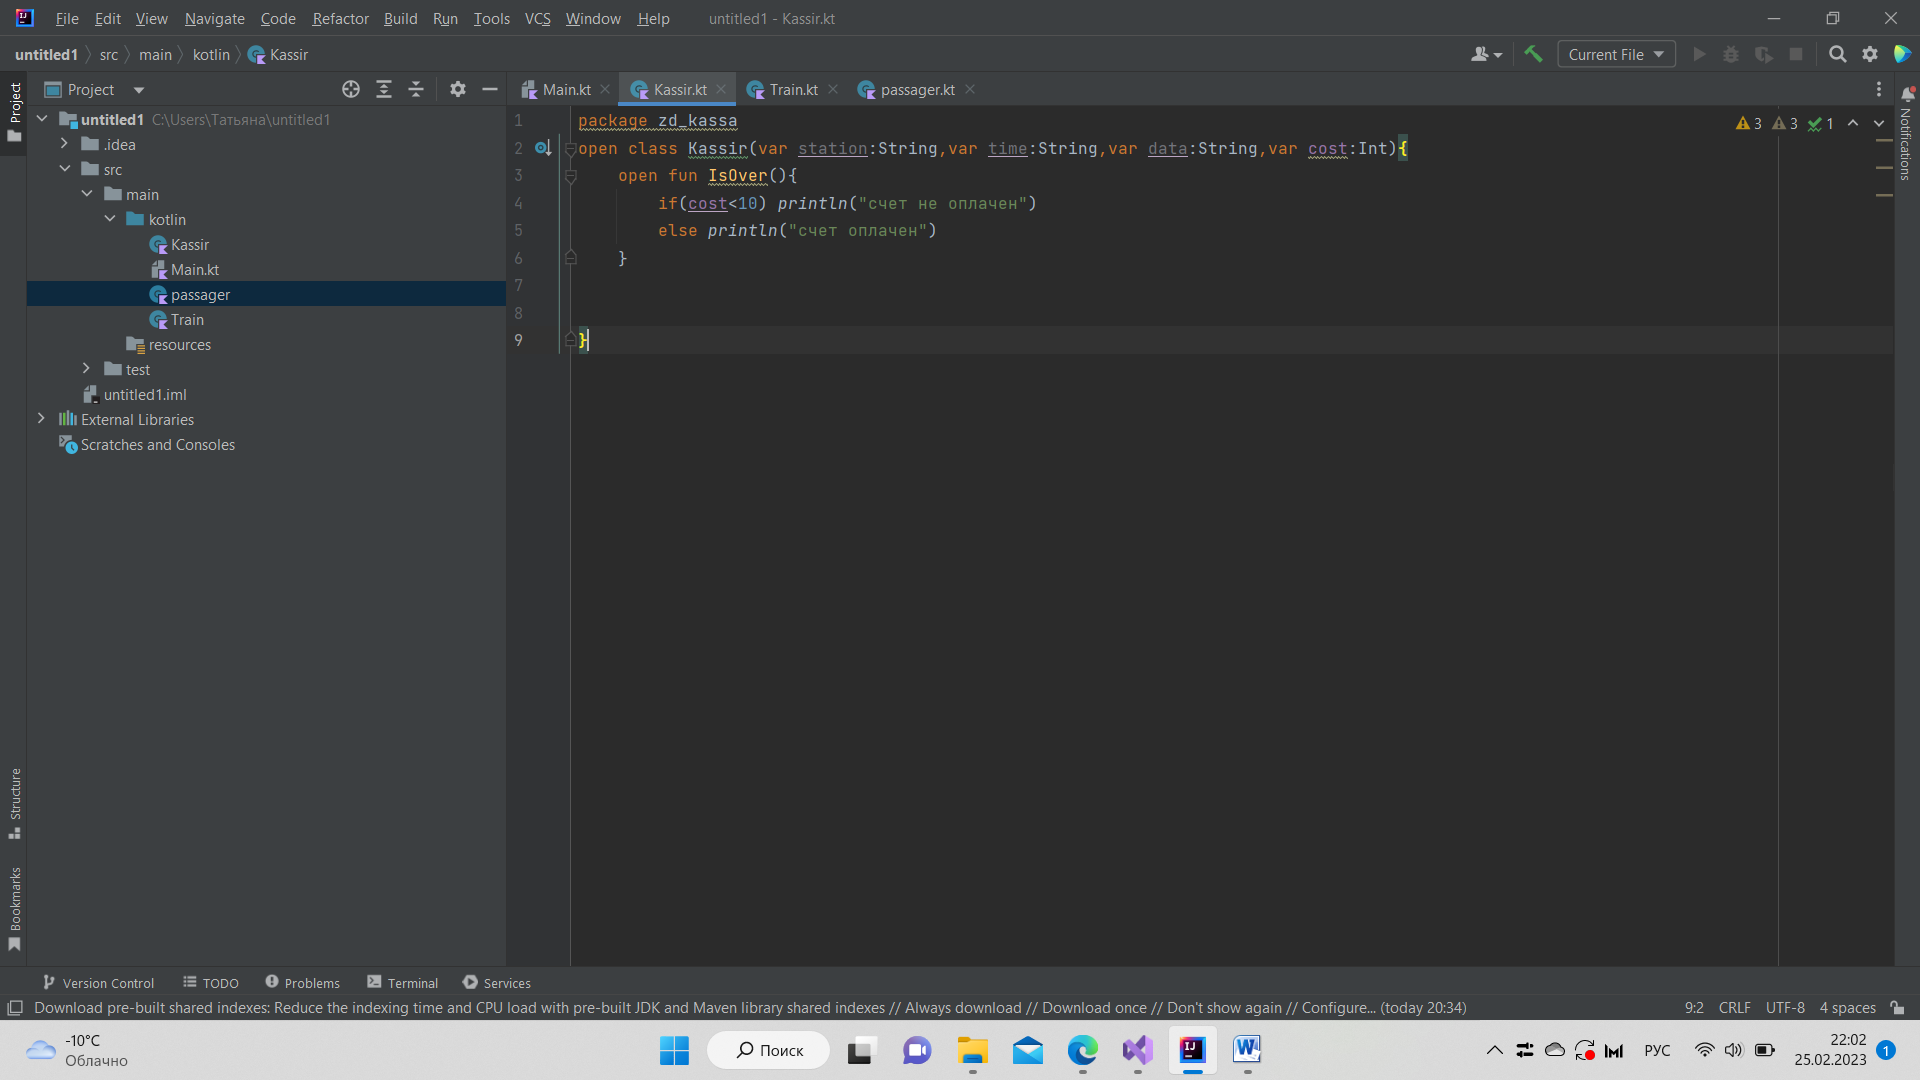 File Edit View Navigate Code Refactor Build Run Tools VCS Window Help untitled1 - Kassir.kt
untitled1 src main kotlin Kassir Current File
Project Main.kt Kassir.kt Train.kt passager.kt
Project
Notifications
untitled1 C:\Users\Татьяна\untitled1
.idea
src
main
kotlin
Kassir
Main.kt
passager
Train
resources
test
untitled1.iml
External Libraries
Scratches and Consoles
1 package zd_kassa 3 3 1
2 open class Kassir(var station:String,var time:String,var data:String,var cost:Int){
3 open fun IsOver(){
4 if(cost<10) println("счет не оплачен")
5 else println("счет оплачен")
6 }
7
8
9 }
Structure
Bookmarks
Version Control TODO Problems Terminal Services
Download pre-built shared indexes: Reduce the indexing time and CPU load with pre-built JDK and Maven library shared indexes // Always download // Download once // Don't show again // Configure... (today 20:34) 9:2 CRLF UTF-8 4 spaces
-10°C
Облачно
Поиск
РУС
22:02
25.02.2023
1